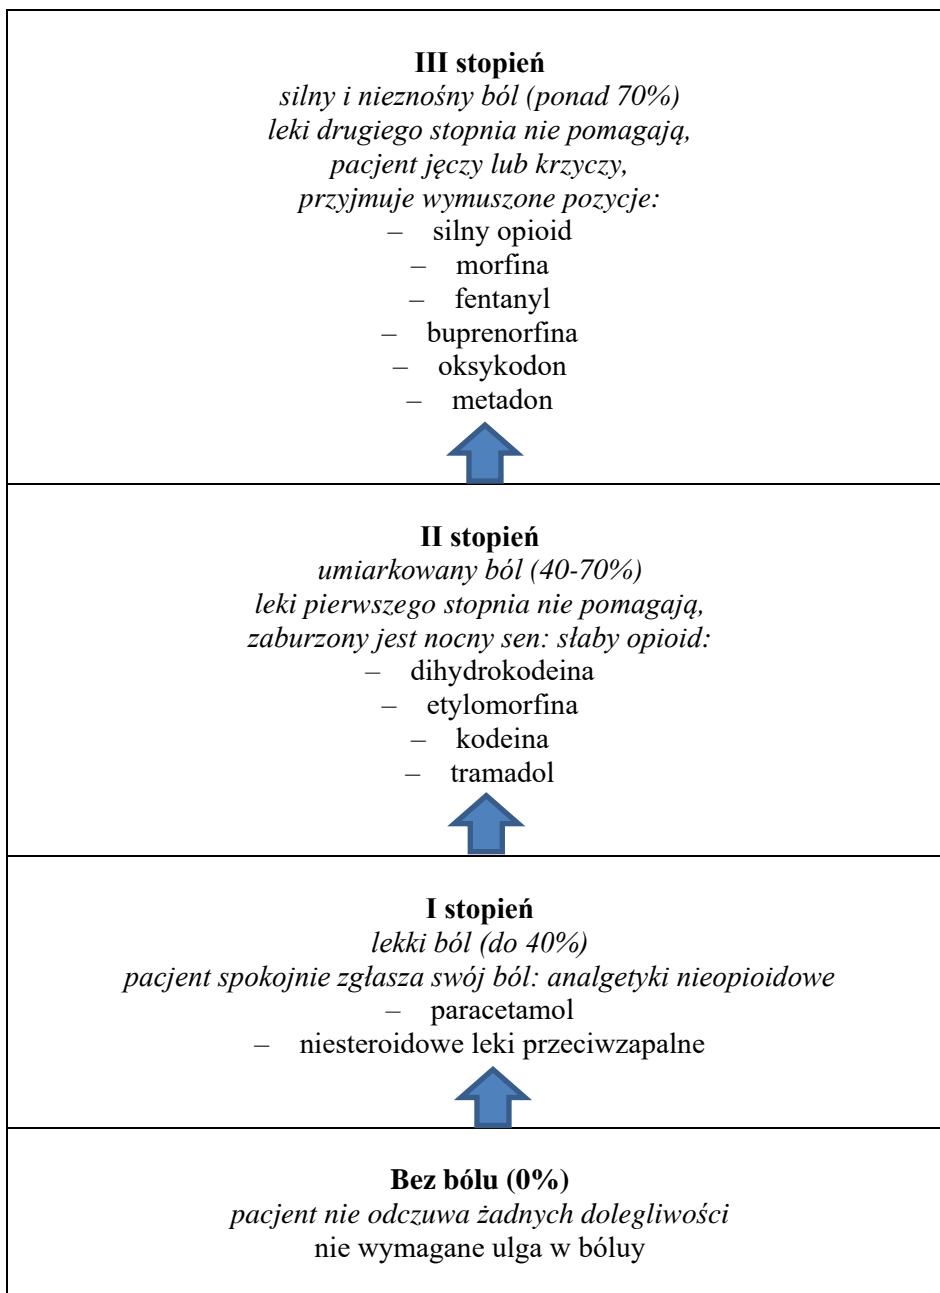 III stopień
silny i nieznośny ból (ponad 70%)
leki drugiego stopnia nie pomagają,
pacjent jęczy lub krzyczy,
przyjmuje wymuszone pozycje:
– silny opioid
– morfina
– fentanyl
– buprenorfina
– oksykodon
– metadon
II stopień
umiarkowany ból (40-70%)
leki pierwszego stopnia nie pomagają,
zaburzony jest nocny sen: słaby opioid:
– dihydrokodeina
– etylomorfina
– kodeina
– tramadol
I stopień
lekki ból (do 40%)
pacjent spokojnie zgłasza swój ból: analgetyki nieopioidowe
– paracetamol
– niesteroidowe leki przeciwzapalne
Bez bólu (0%)
pacjent nie odczuwa żadnych dolegliwości
nie wymagane ulga w bóluy